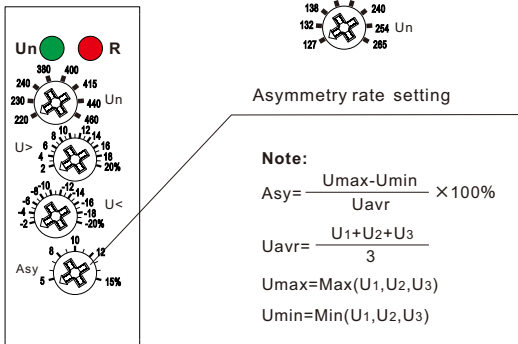 138 240
132 254 Un
127 265
Un R
380 400
240 415
230 440 Un
220 460
10 12
8 14
6 16
U> 4 18
2 20%
-10 -12
-8 -14
-6 -16
-4 -18
-2 -20%
U<
10
8 12
Asy 5 15%
Asymmetry rate setting
Note:
Asy= Umax-Umin / Uavr ×100%
Uavr= U1+U2+U3 / 3
Umax=Max(U1,U2,U3)
Umin=Min(U1,U2,U3)